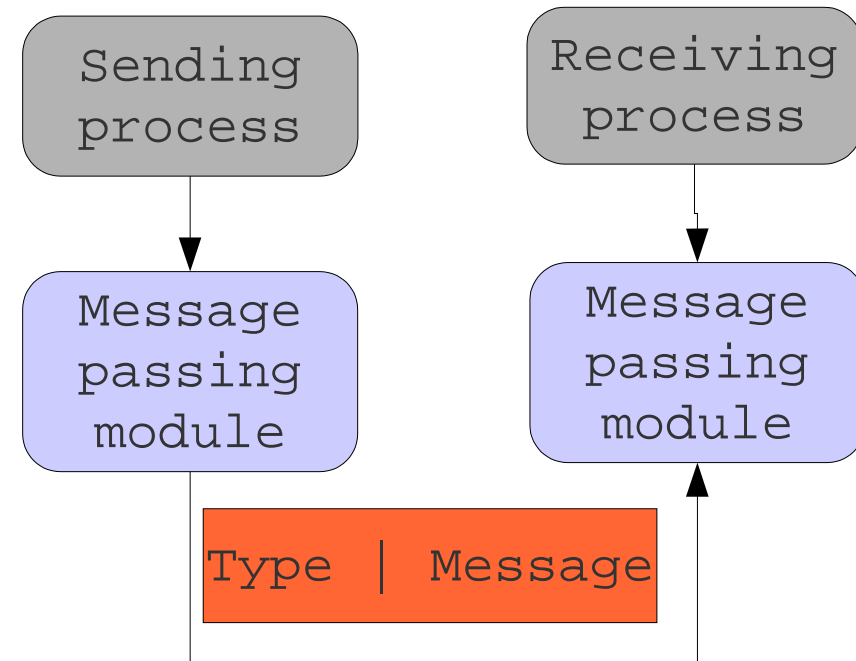 Sending
process
Receiving
process
Message
passing
module
Message
passing
module
Type | Message